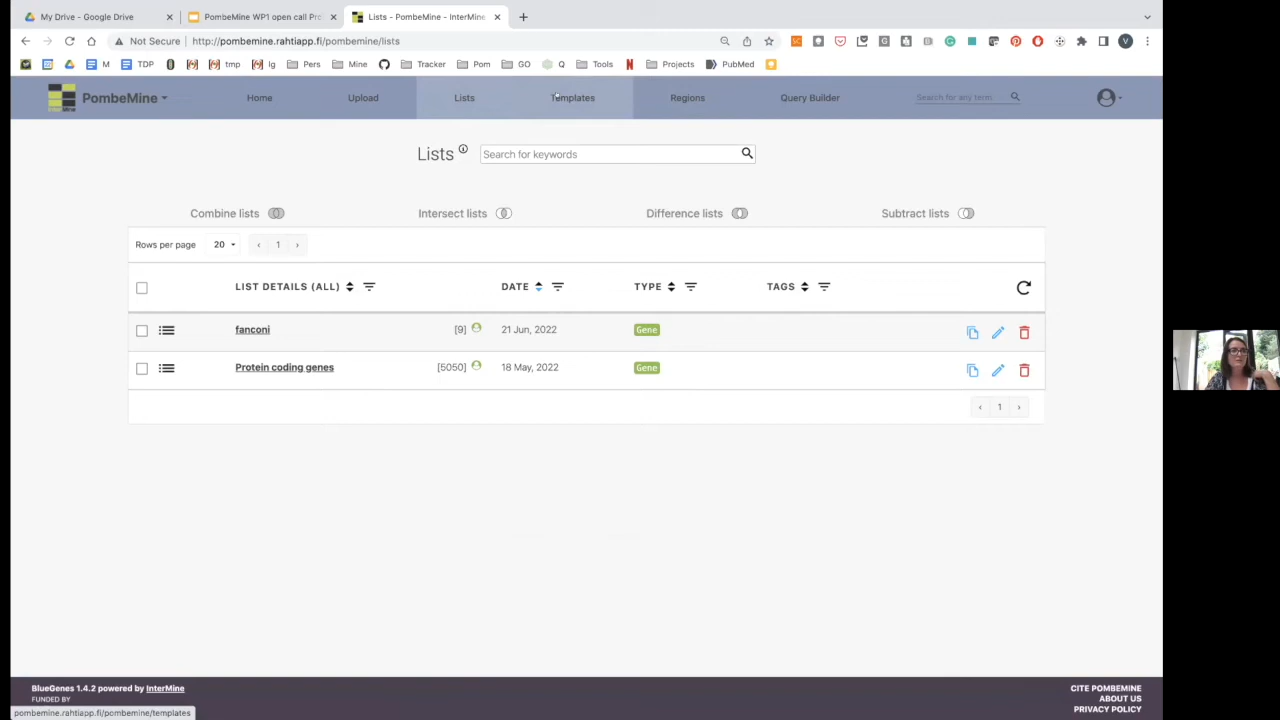 My Drive - Google Drive
PombeMine WP1 open call Pro
Lists - PombeMine - InterMine
Not Secure
http://pombemine.rahtiapp.fi/pombemine/lists
M
TDP
tmp
Ig
Pers
Mine
Tracker
Pom
GO
Q
Tools
Projects
PubMed
PombeMine
Home
Upload
Lists
Templates
Regions
Query Builder
Search for any term
Lists
Search for keywords
Combine lists
Intersect lists
Difference lists
Subtract lists
Rows per page 20 ‹ 1 ›
LIST DETAILS (ALL)
DATE
TYPE
TAGS
fanconi [9] 21 Jun, 2022 Gene
Protein coding genes [5050] 18 May, 2022 Gene
‹ 1 ›
BlueGenes 1.4.2 powered by InterMine
FUNDED BY
CITE POMBEMINE
ABOUT US
PRIVACY POLICY
pombemine.rahtiapp.fi/pombemine/templates